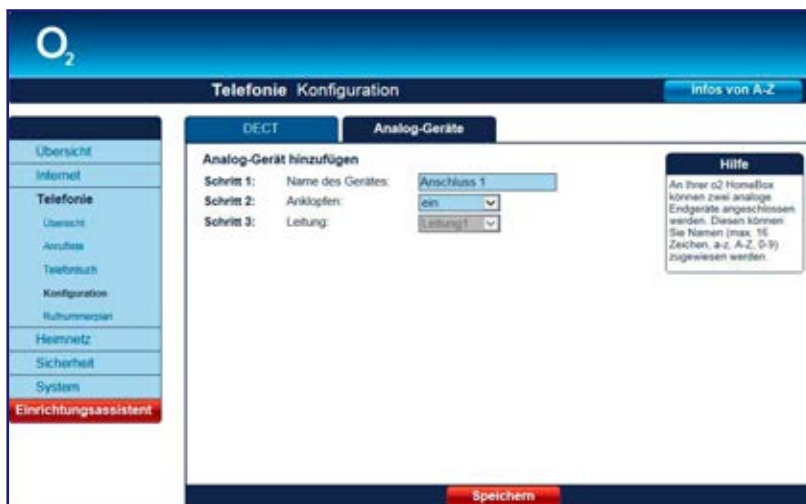 O2
Telefonie Konfiguration
Infos von A-Z
DECT
Analog-Geräte
Übersicht
Internet
Telefonie
Übersicht
Anrufliste
Telefonbuch
Konfiguration
Rufnummernplan
Heimnetz
Sicherheit
System
Einrichtungsassistent
Analog-Gerät hinzufügen
Schritt 1: Name des Gerätes: Anschluss 1
Schritt 2: Anklopfen: ein
Schritt 3: Leitung: Leitung1
Hilfe
An Ihrer o2 HomeBox
können zwei analoge
Endgeräte angeschlossen
werden. Diesen können
Sie Namen (max. 16
Zeichen, a-z, A-Z, 0-9)
zugewiesen werden.
Speichern